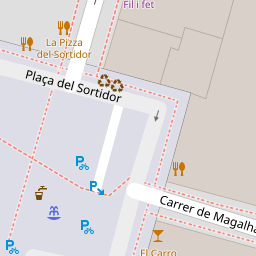 Fil i fet
La Pizza
del Sortidor
Plaça del Sortidor
Carrer de Magalha
El Carro